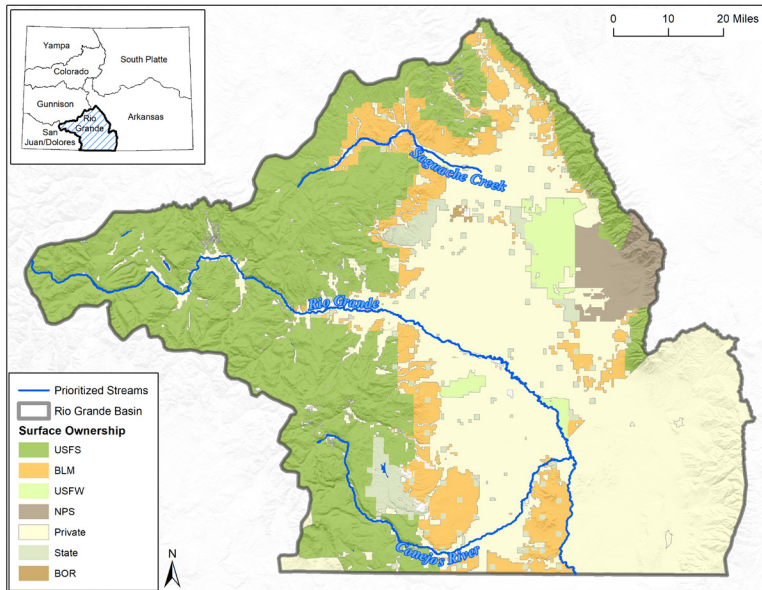 Yampa
Colorado
South Platte
Gunnison
Rio
Grande
Arkansas
San
Juan/Dolores
0 10 20 Miles
Saguache Creek
Rio Grande
Conejos River
Prioritized Streams
Rio Grande Basin
Surface Ownership
USFS
BLM
USFW
NPS
Private
State
BOR
N